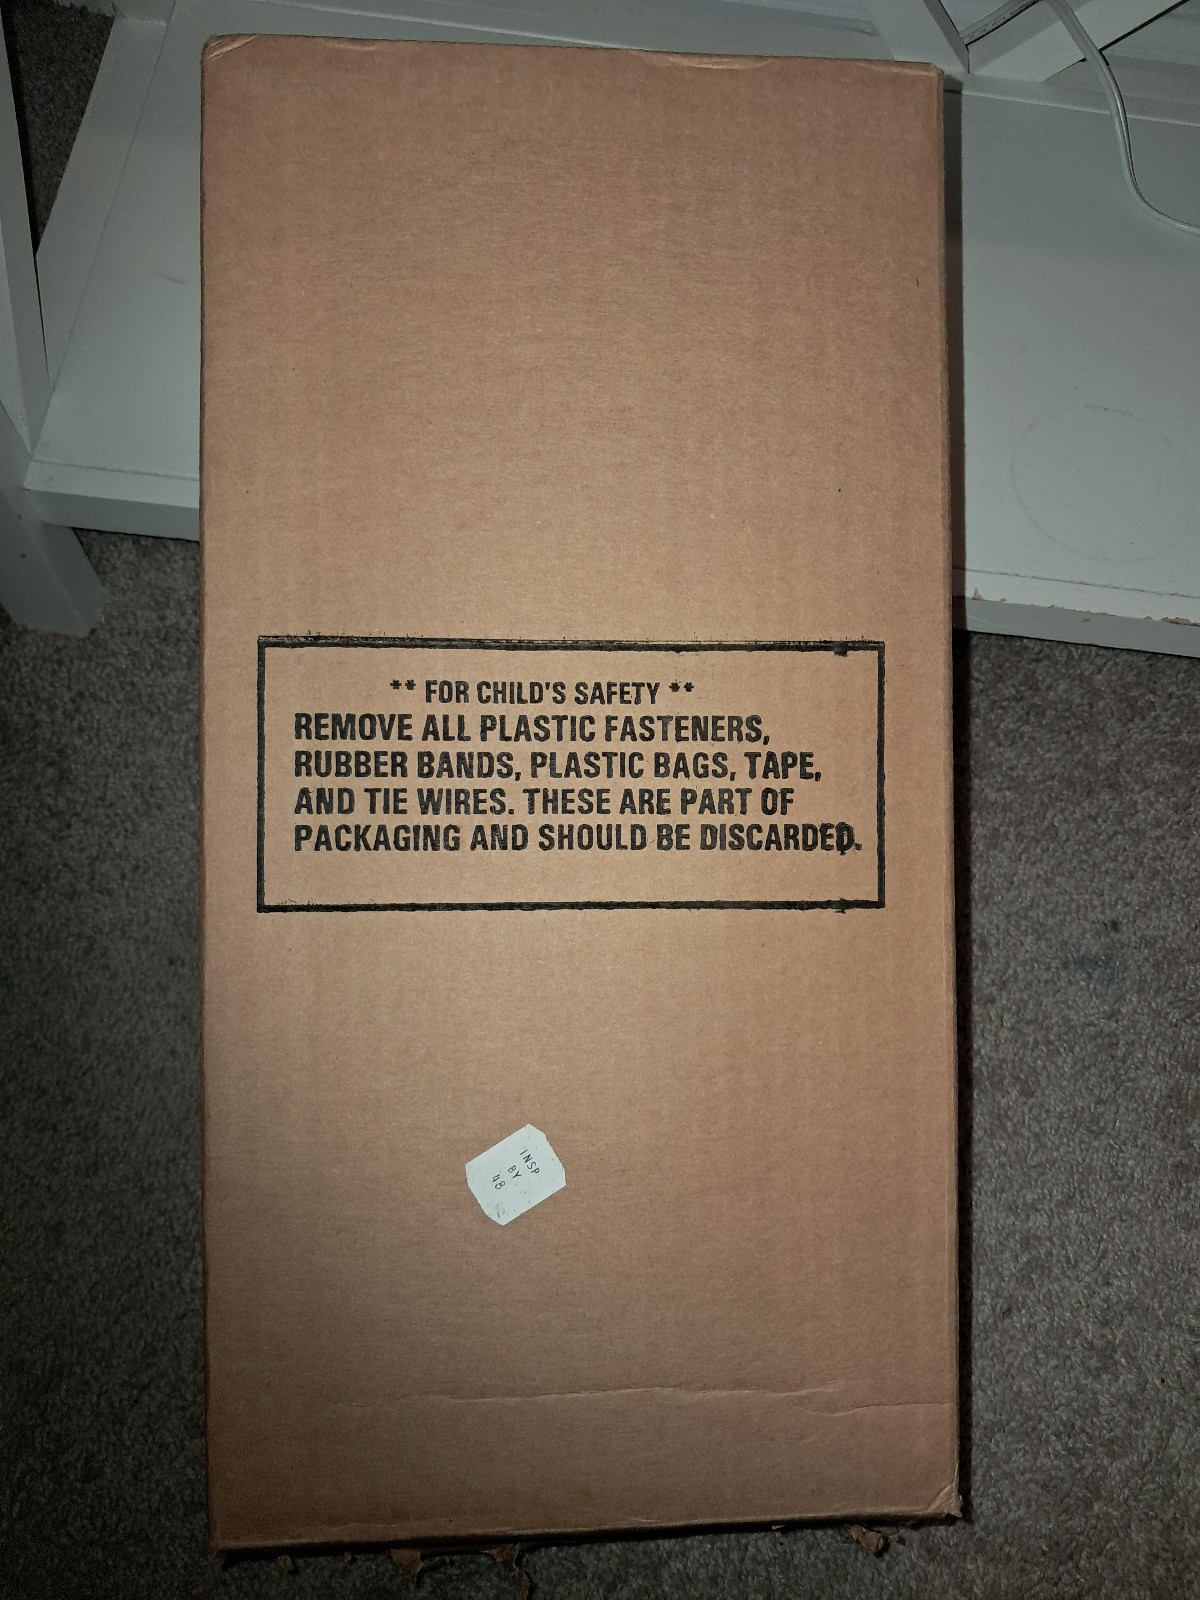 ** FOR CHILD'S SAFETY **
REMOVE ALL PLASTIC FASTENERS,
RUBBER BANDS, PLASTIC BAGS, TAPE,
AND TIE WIRES. THESE ARE PART OF
PACKAGING AND SHOULD BE DISCARDED.
INSP
BY
48